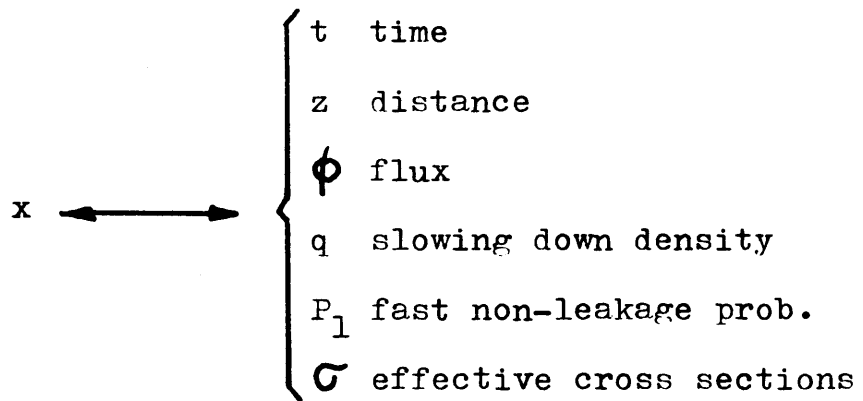 t time
z distance
ϕ flux
x q slowing down density
P1 fast non-leakage prob.
σ effective cross sections